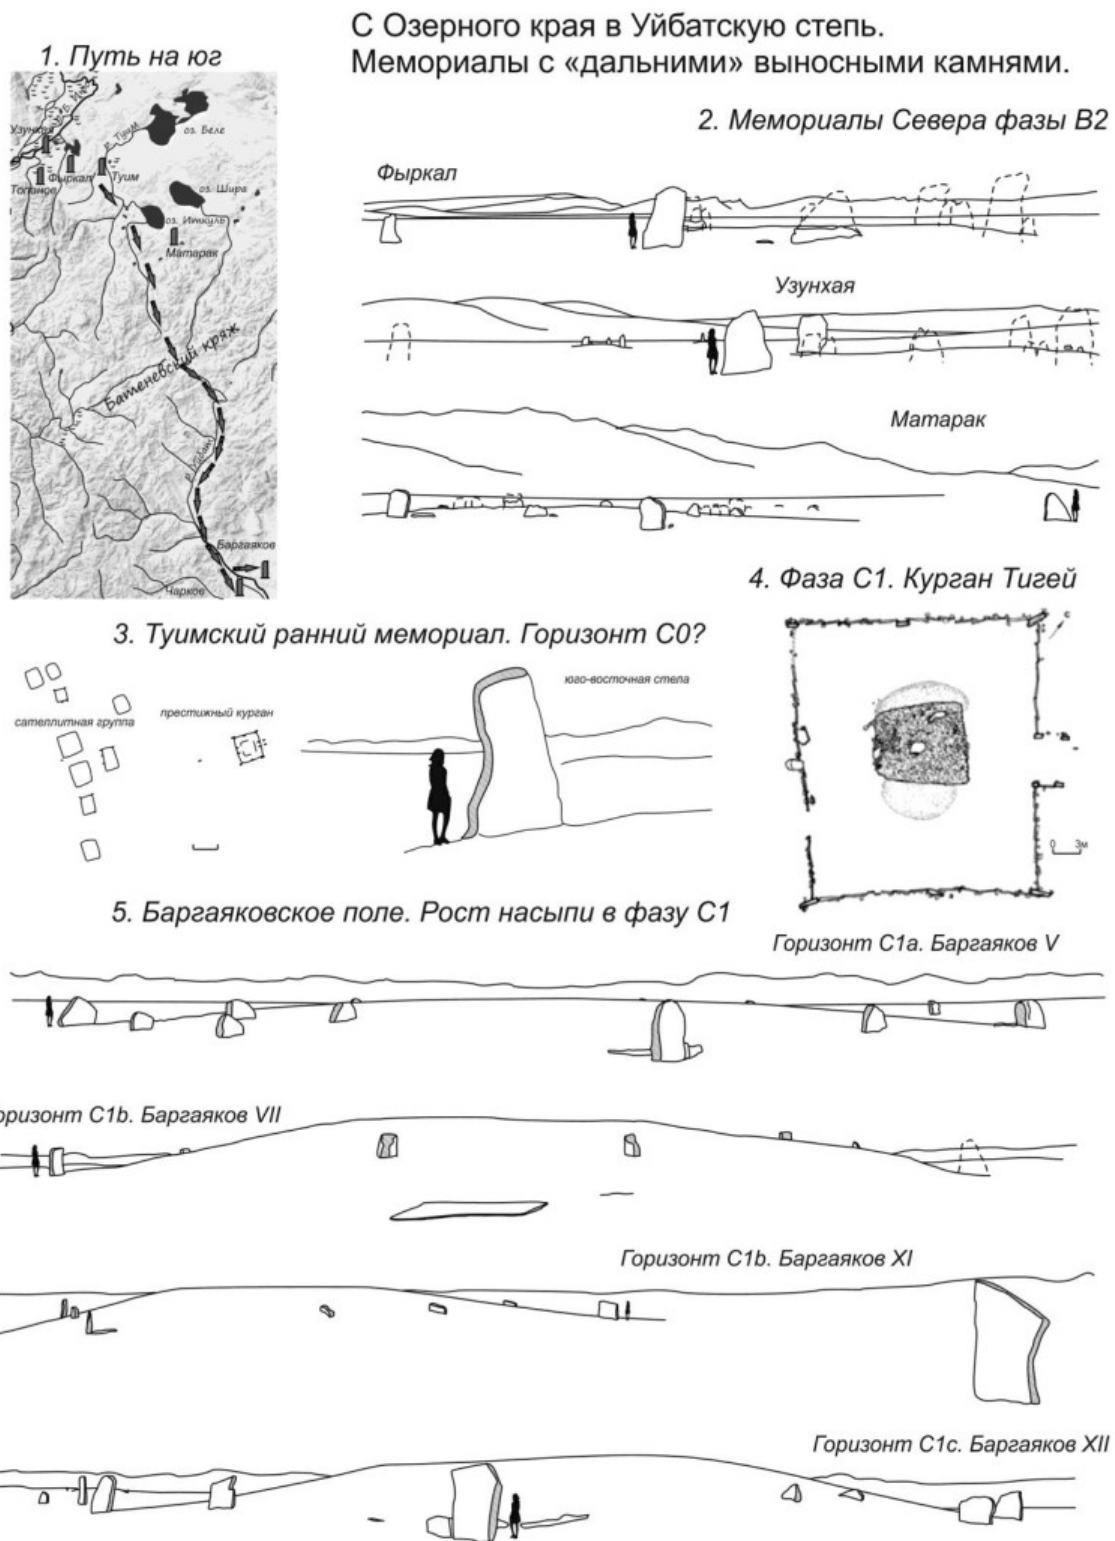 С Озерного края в Уйбатскую степь.
Мемориалы с «дальними» выносными камнями.
1. Путь на юг
Узунхая
Топанов
Фыркал
р. Туим
Туим
оз. Беле
оз. Шира
оз. Иткуль
Матарак
Батеневский кряж
Баргаяков
Чарков
2. Мемориалы Севера фазы В2
Фыркал
Узунхая
Матарак
3. Туимский ранний мемориал. Горизонт С0?
сателлитная группа
престижный курган
юго-восточная стела
4. Фаза С1. Курган Тигей
с
0 3м
5. Баргаяковское поле. Рост насыпи в фазу С1
Горизонт С1а. Баргаяков V
оризонт С1b. Баргаяков VII
Горизонт С1b. Баргаяков XI
Горизонт С1с. Баргаяков XII